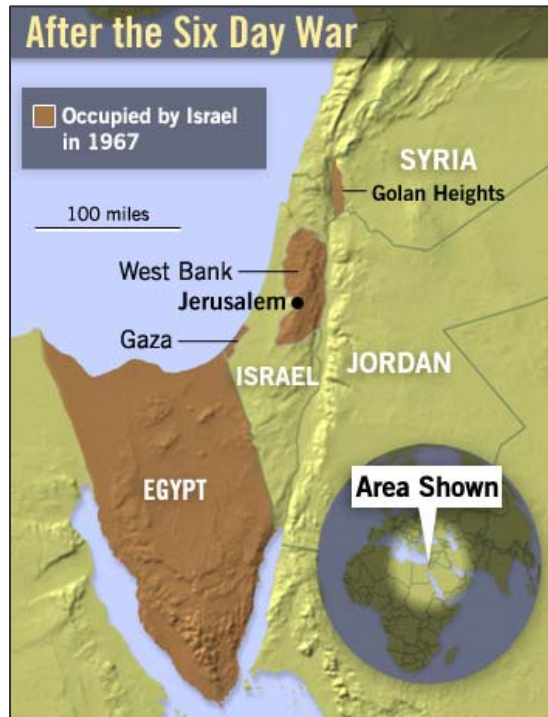 After the Six Day War
Occupied by Israel
in 1967
SYRIA
Golan Heights
100 miles
West Bank
Jerusalem
Gaza
ISRAEL
JORDAN
EGYPT
Area Shown